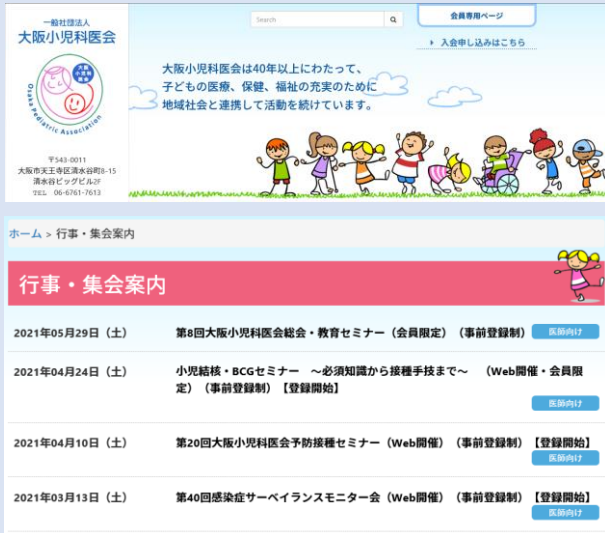 一般社団法人
大阪小児科医会
大阪小児科医会
Osaka Pediatric Association
〒543-0011
大阪市天王寺区清水谷町8-15
清水谷ビッグビル2F
TEL 06-6761-7613
Search
会員専用ページ
入会申し込みはこちら
大阪小児科医会は40年以上にわたって、
子どもの医療、保健、福祉の充実のために
地域社会と連携して活動を続けています。
ホーム > 行事・集会案内
行事・集会案内
2021年05月29日（土） 第8回大阪小児科医会総会・教育セミナー（会員限定）（事前登録制） 医師向け
2021年04月24日（土） 小児結核・BCGセミナー ～必須知識から接種手技まで～ （Web開催・会員限
定）（事前登録制）【登録開始】
医師向け
2021年04月10日（土） 第20回大阪小児科医会予防接種セミナー（Web開催）（事前登録制）【登録開始】
医師向け
2021年03月13日（土） 第40回感染症サーベイランスモニター会（Web開催）（事前登録制）【登録開始】
医師向け